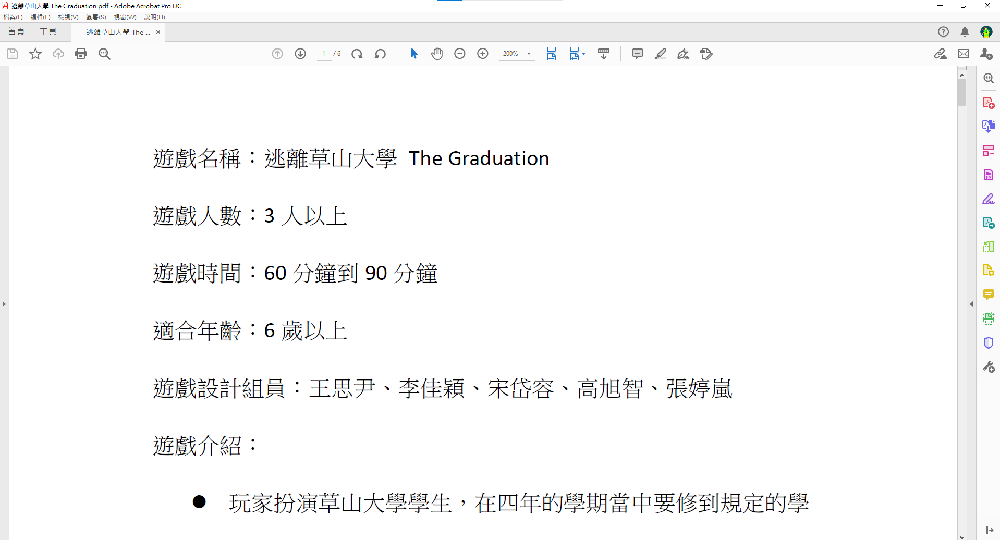 逃離草山大學 The Graduation.pdf - Adobe Acrobat Pro DC
檔案(F) 編輯(E) 檢視(V) 簽署(S) 視窗(W) 說明(H)
首頁 工具 逃離草山大學 The ... ×
1 / 6 200%
遊戲名稱：逃離草山大學 The Graduation
遊戲人數：3 人以上
遊戲時間：60 分鐘到 90 分鐘
適合年齡：6 歲以上
遊戲設計組員：王思尹、李佳穎、宋岱容、高旭智、張婷嵐
遊戲介紹：
● 玩家扮演草山大學學生，在四年的學期當中要修到規定的學